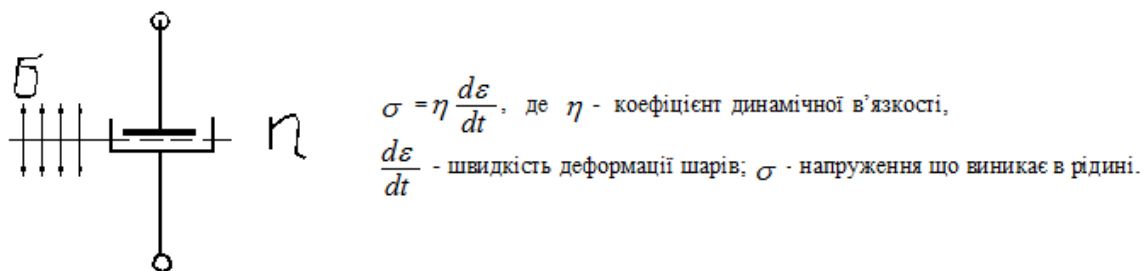 б
η
σ = η dε/dt, де η - коефіцієнт динамічної в’язкості,
dε/dt - швидкість деформації шарів; σ - напруження що виникає в рідині.